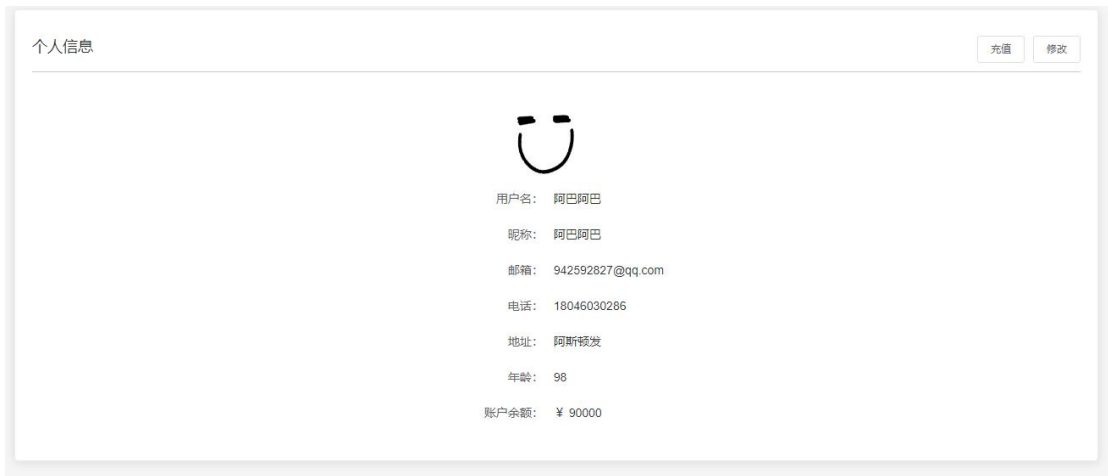 个人信息
充值 修改
用户名： 阿巴阿巴
昵称： 阿巴阿巴
邮箱： 942592827@qq.com
电话： 18046030286
地址： 阿斯顿发
年龄： 98
账户余额： ¥ 90000